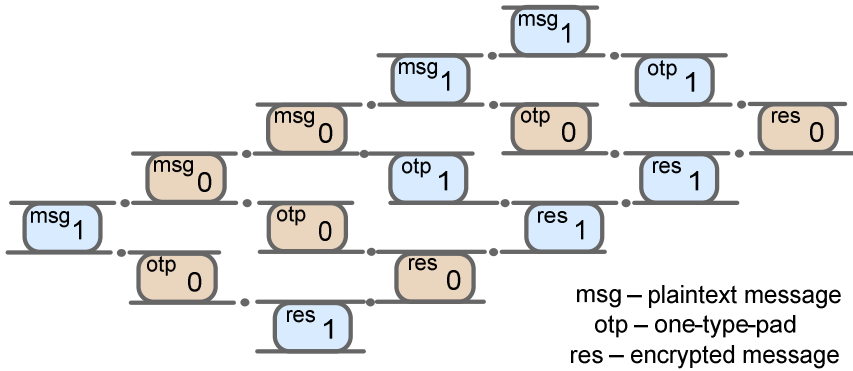 msg 1
msg 1
otp 1
msg 0
otp 0
res 0
msg 0
otp 1
res 1
msg 1
otp 0
res 1
otp 0
res 0
res 1
msg – plaintext message
otp – one-type-pad
res – encrypted message